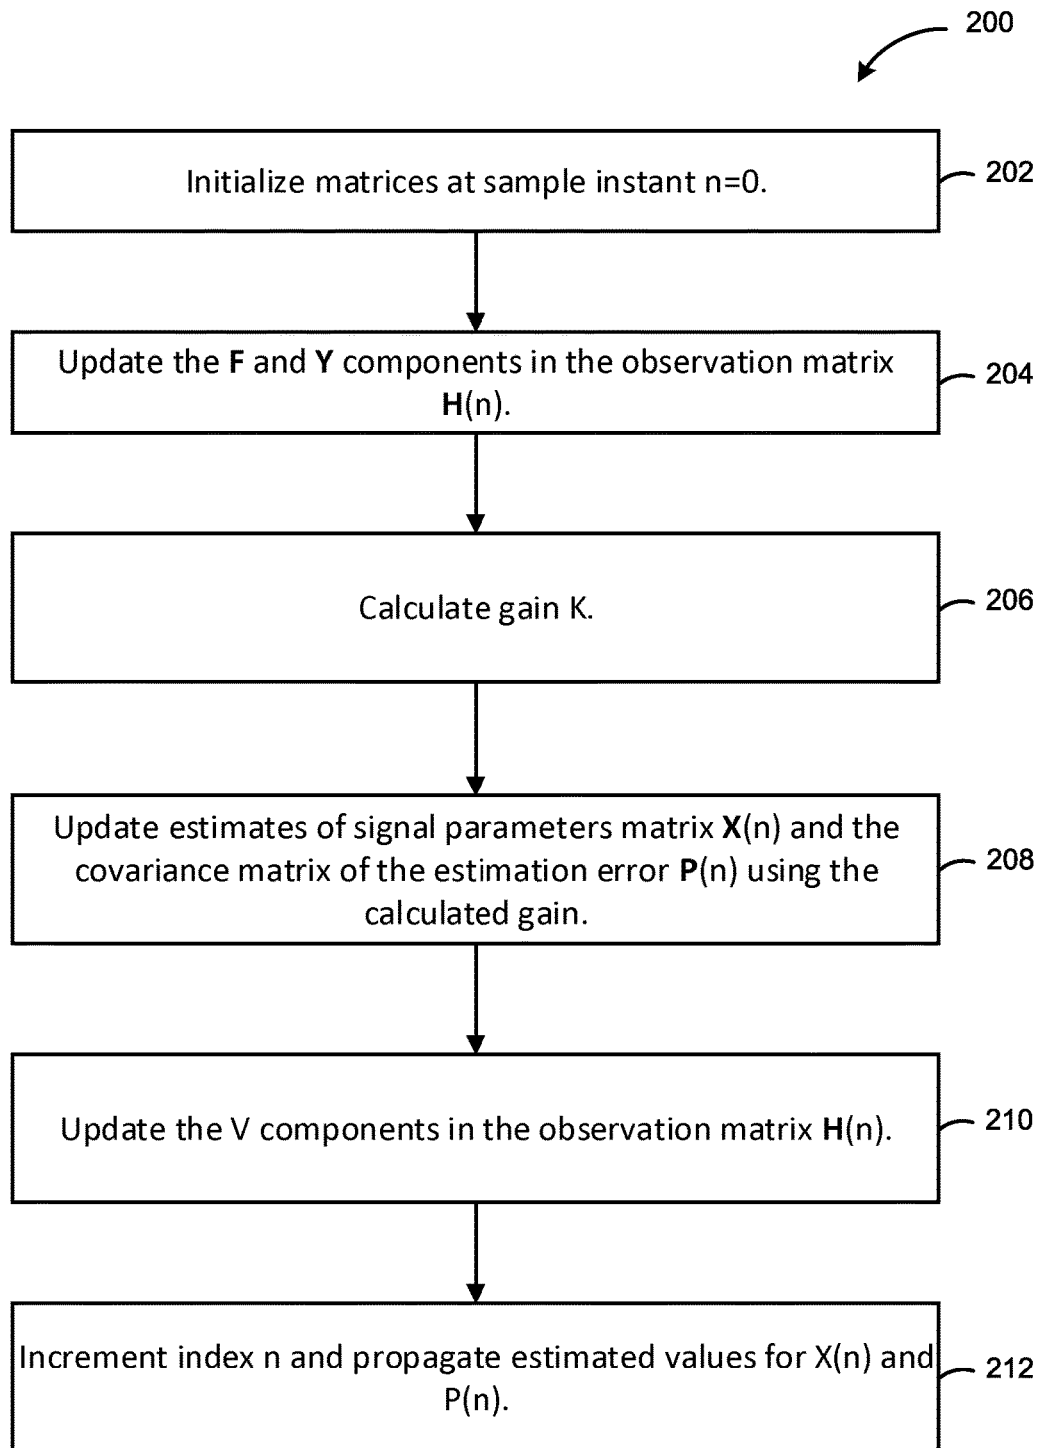 200
Initialize matrices at sample instant n=0.
202
Update the F and Y components in the observation matrix
H(n).
204
Calculate gain K.
206
Update estimates of signal parameters matrix X(n) and the
covariance matrix of the estimation error P(n) using the
calculated gain.
208
Update the V components in the observation matrix H(n).
210
Increment index n and propagate estimated values for X(n) and
P(n).
212